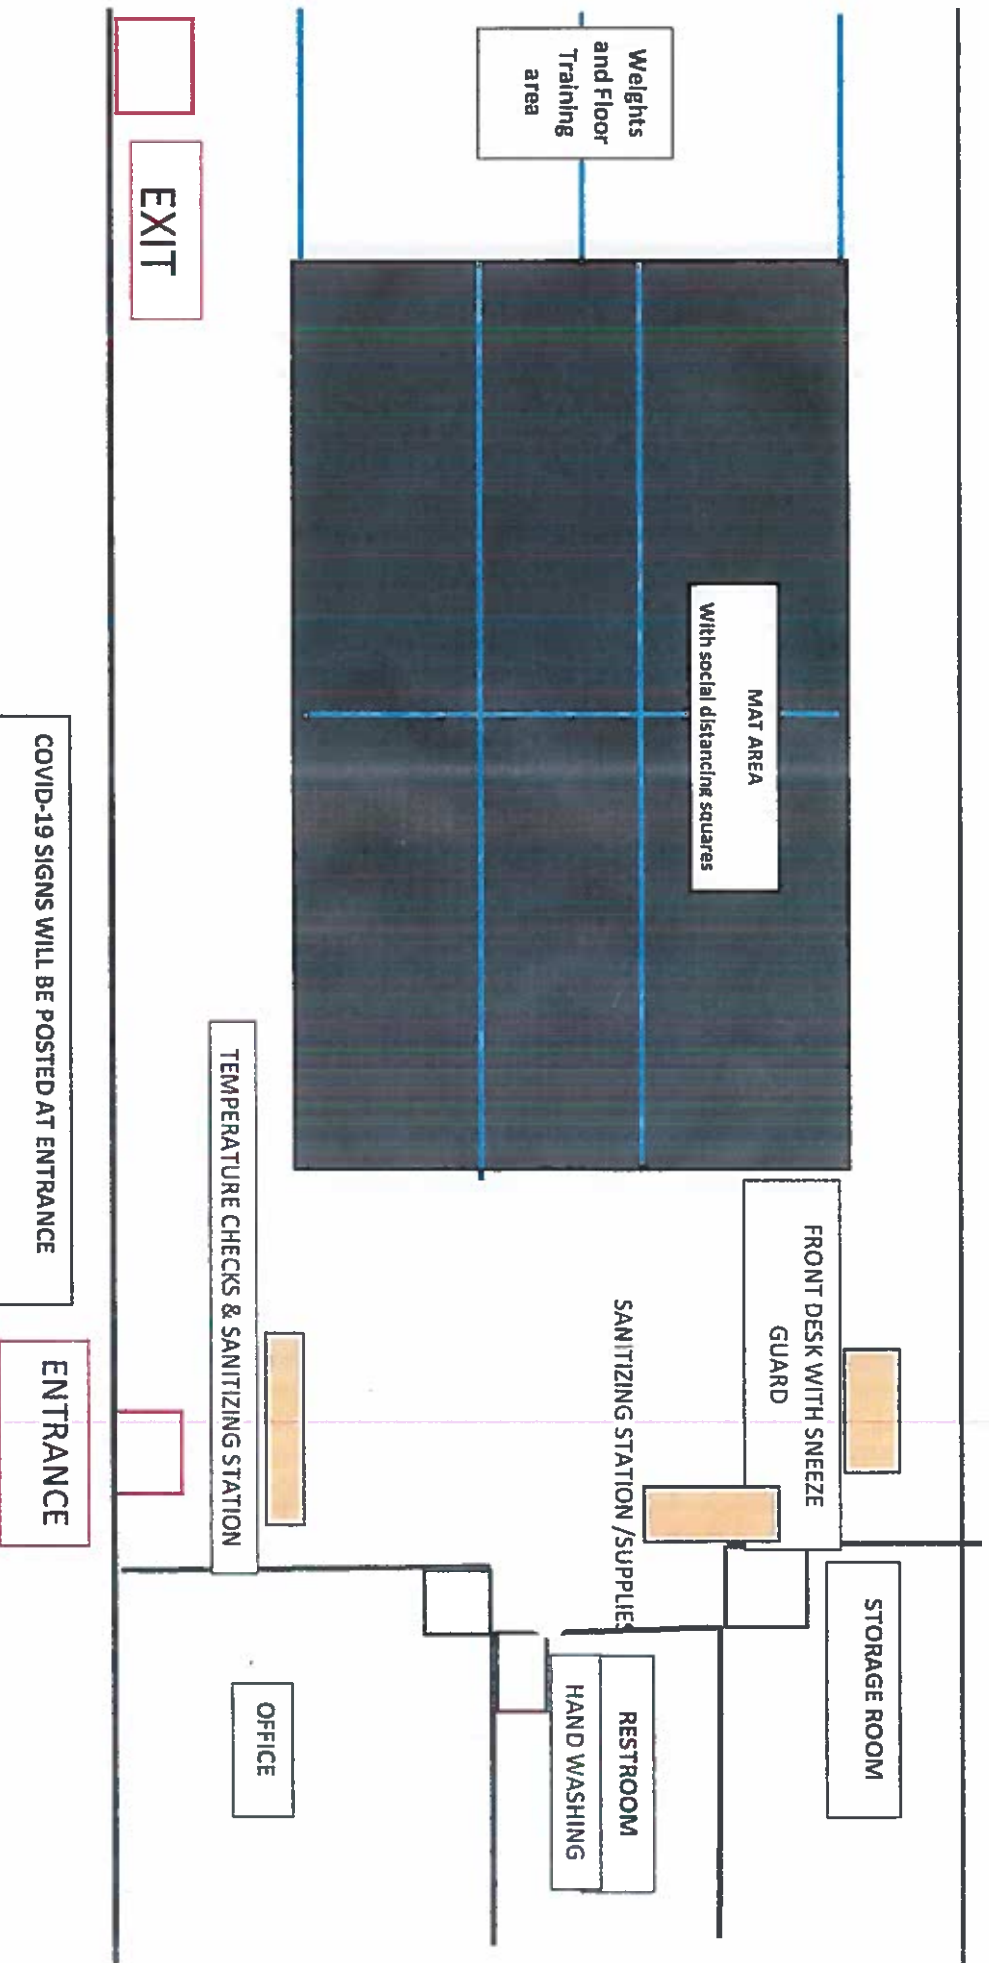 STORAGE ROOM
FRONT DESK WITH SNEEZE
GUARD
MAT AREA
With social distancing squares
Weights
and Floor
Training
area
SANITIZING STATION /SUPPLIES
RESTROOM
HAND WASHING
OFFICE
TEMPERATURE CHECKS & SANITIZING STATION
EXIT
COVID-19 SIGNS WILL BE POSTED AT ENTRANCE
ENTRANCE